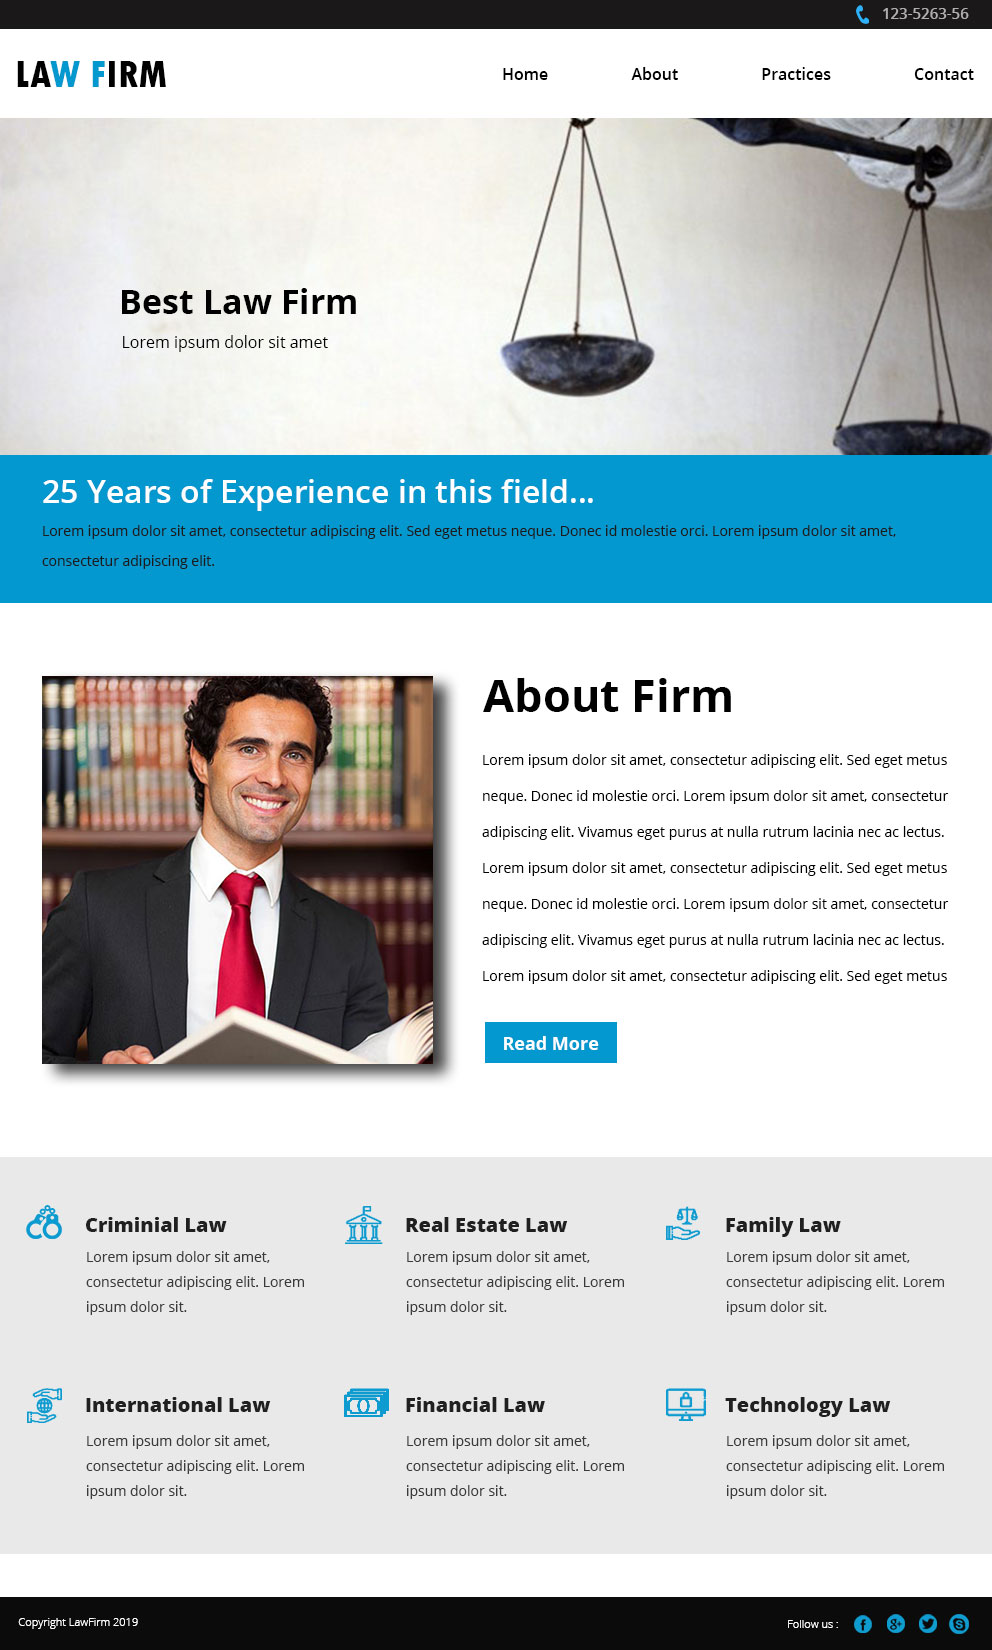 123-5263-56
LAW FIRM
Home About Practices Contact
Best Law Firm
Lorem ipsum dolor sit amet
25 Years of Experience in this field...
Lorem ipsum dolor sit amet, consectetur adipiscing elit. Sed eget metus neque. Donec id molestie orci. Lorem ipsum dolor sit amet,
consectetur adipiscing elit.
About Firm
Lorem ipsum dolor sit amet, consectetur adipiscing elit. Sed eget metus
neque. Donec id molestie orci. Lorem ipsum dolor sit amet, consectetur
adipiscing elit. Vivamus eget purus at nulla rutrum lacinia nec ac lectus.
Lorem ipsum dolor sit amet, consectetur adipiscing elit. Sed eget metus
neque. Donec id molestie orci. Lorem ipsum dolor sit amet, consectetur
adipiscing elit. Vivamus eget purus at nulla rutrum lacinia nec ac lectus.
Lorem ipsum dolor sit amet, consectetur adipiscing elit. Sed eget metus
Read More
Criminial Law
Lorem ipsum dolor sit amet,
consectetur adipiscing elit. Lorem
ipsum dolor sit.
Real Estate Law
Lorem ipsum dolor sit amet,
consectetur adipiscing elit. Lorem
ipsum dolor sit.
Family Law
Lorem ipsum dolor sit amet,
consectetur adipiscing elit. Lorem
ipsum dolor sit.
International Law
Lorem ipsum dolor sit amet,
consectetur adipiscing elit. Lorem
ipsum dolor sit.
Financial Law
Lorem ipsum dolor sit amet,
consectetur adipiscing elit. Lorem
ipsum dolor sit.
Technology Law
Lorem ipsum dolor sit amet,
consectetur adipiscing elit. Lorem
ipsum dolor sit.
Copyright LawFirm 2019
Follow us :